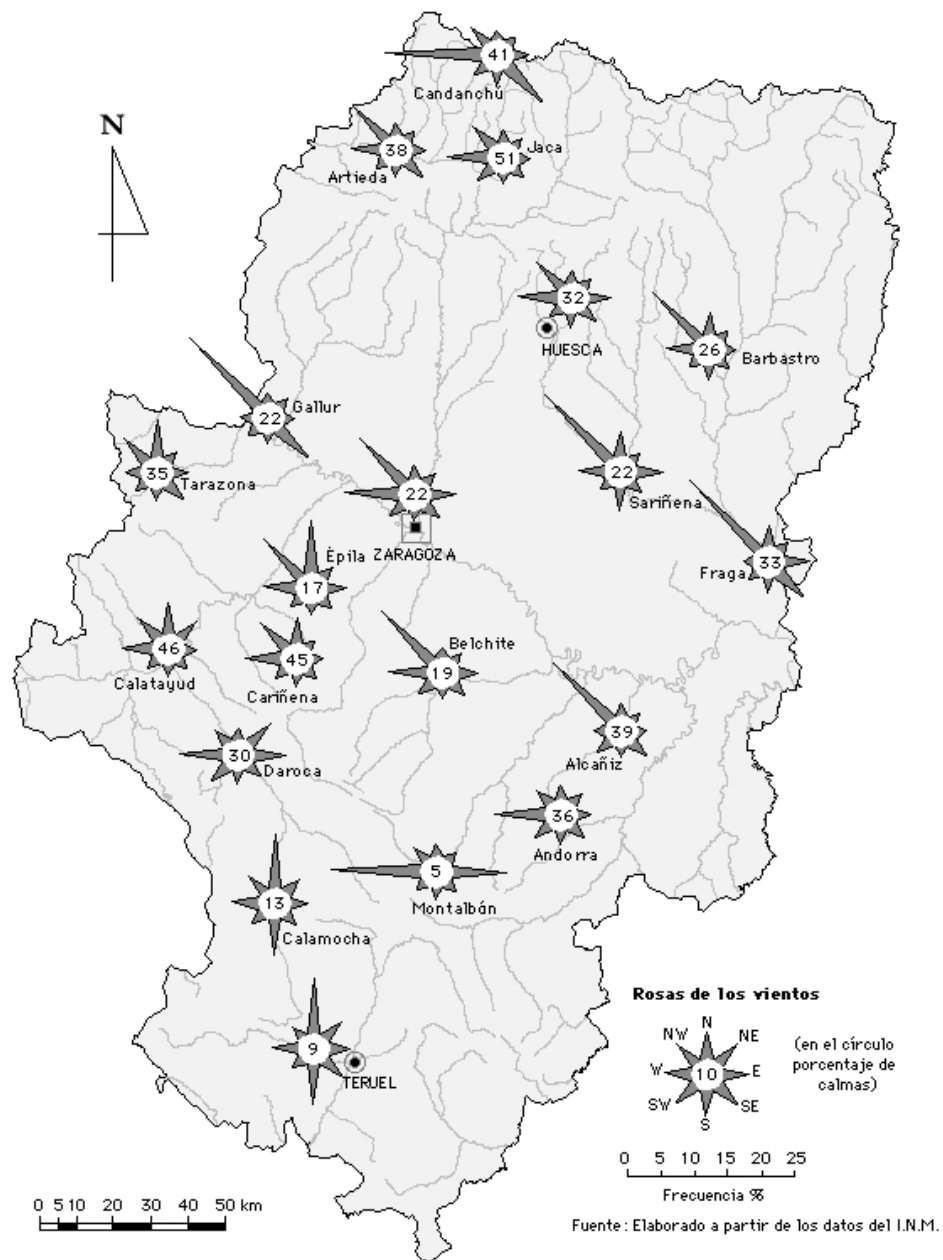 41
Candanchú
N
38
Artieda
51
Jaca
32
HUESCA
26
Barbastro
22
Gallur
35
Tarazona
22
ZARAGOZA
22
Sariñena
Épila
17
33
Fraga
46
Calatayud
45
Cariñena
Belchite
19
39
Alcañiz
30
Daroca
36
Andorra
5
Montalbán
13
Calamocha
9
TERUEL
Rosas de los vientos
N
NW
NE
W
10
E
SW
SE
S
(en el círculo
porcentaje de
calmas)
0 5 10 15 20 25
Frecuencia %
0 5 10 20 30 40 50 km
Fuente: Elaborado a partir de los datos del I.N.M.